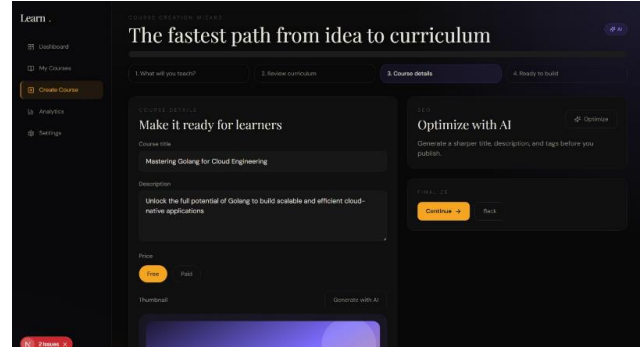 Learn .
Dashboard
My Courses
Create Course
Analytics
Settings
COURSE CREATION WIZARD
The fastest path from idea to curriculum
AI
1. What will you teach?
2. Review curriculum
3. Course details
4. Ready to build
COURSE DETAILS
Make it ready for learners
Course title
Mastering Golang for Cloud Engineering
Description
Unlock the full potential of Golang to build scalable and efficient cloud-
native applications
Price
Free
Paid
Thumbnail
Generate with AI
SEO
Optimize with AI
Optimize
Generate a sharper title, description, and tags before you
publish.
FINALIZE
Continue →
Back
N
2 Issues ×